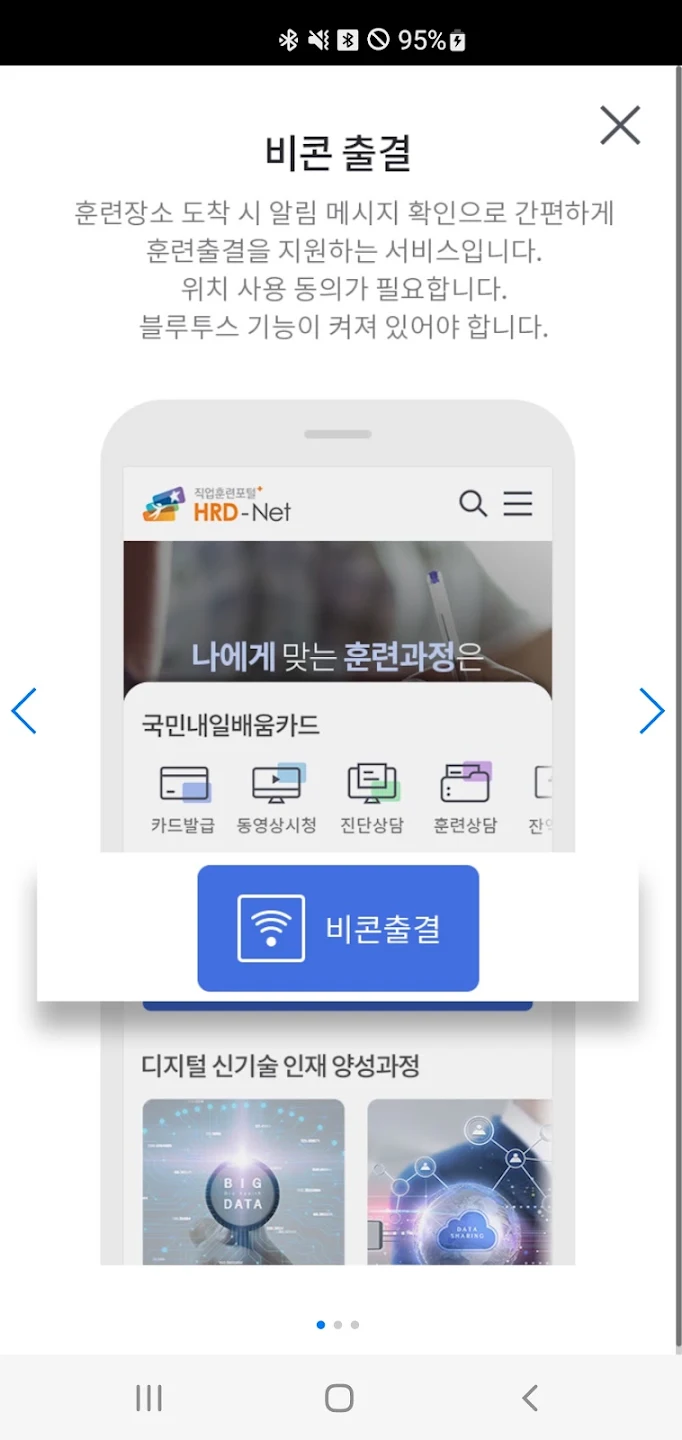 95%
비콘 출결
훈련장소 도착 시 알림 메시지 확인으로 간편하게
훈련출결을 지원하는 서비스입니다.
위치 사용 동의가 필요합니다.
블루투스 기능이 켜져 있어야 합니다.
직업훈련포털
HRD-Net
나에게 맞는 훈련과정은
국민내일배움카드
카드발급 동영상시청 진단상담 훈련상담
비콘출결
디지털 신기술 인재 양성과정
BIG
DATA
DATA
SHARING